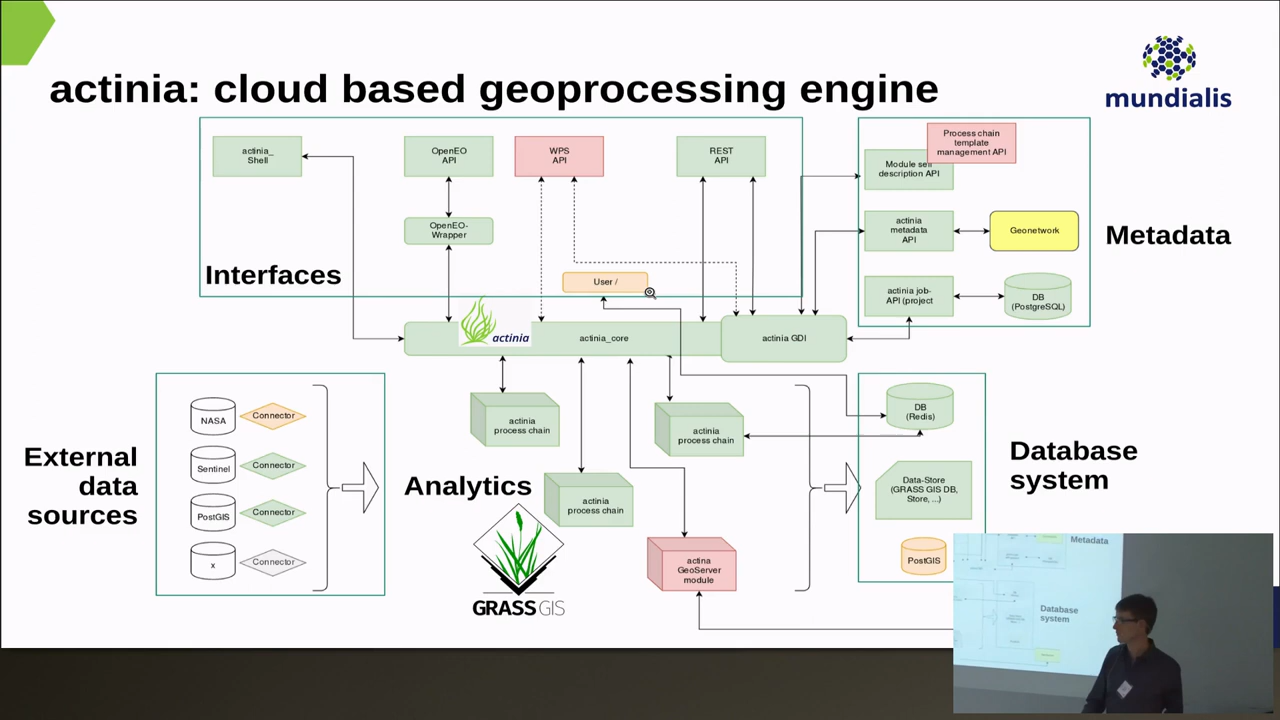 actinia: cloud based geoprocessing engine
mundialis
actinia_
Shell
OpenEO
API
WPS
API
REST
API
OpenEO-
Wrapper
Interfaces
User /
Process chain
template
management API
Module self
description API
actinia
metadata
API
Geonetwork
Metadata
actinia job-
API (project
DB
(PostgreSQL)
actinia
actinia_core
actinia GDI
External
data
sources
NASA
Connector
Sentinel
Connector
PostGIS
Connector
x
Connector
Analytics
actinia
process chain
actinia
process chain
actinia
process chain
actina
GeoServer
module
GRASS GIS
DB
(Redis)
Data-Store
(GRASS GIS DB,
Store, ...)
PostGIS
Database
system
Metadata
Database
system